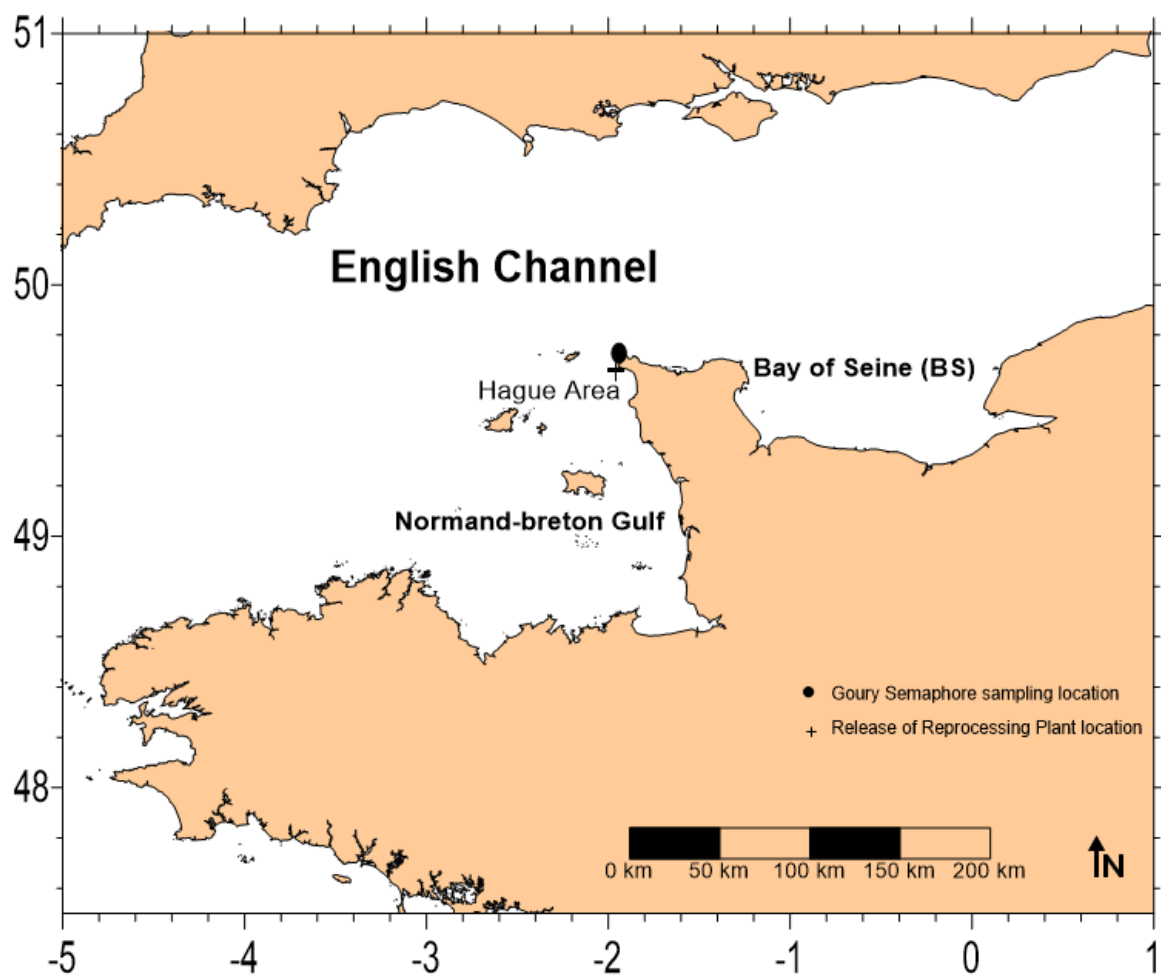 51
50
English Channel
Bay of Seine (BS)
Hague Area
Normand-breton Gulf
49
Goury Semaphore sampling location
Release of Reprocessing Plant location
48
0 km 50 km 100 km 150 km 200 km
N
-5 -4 -3 -2 -1 0 1